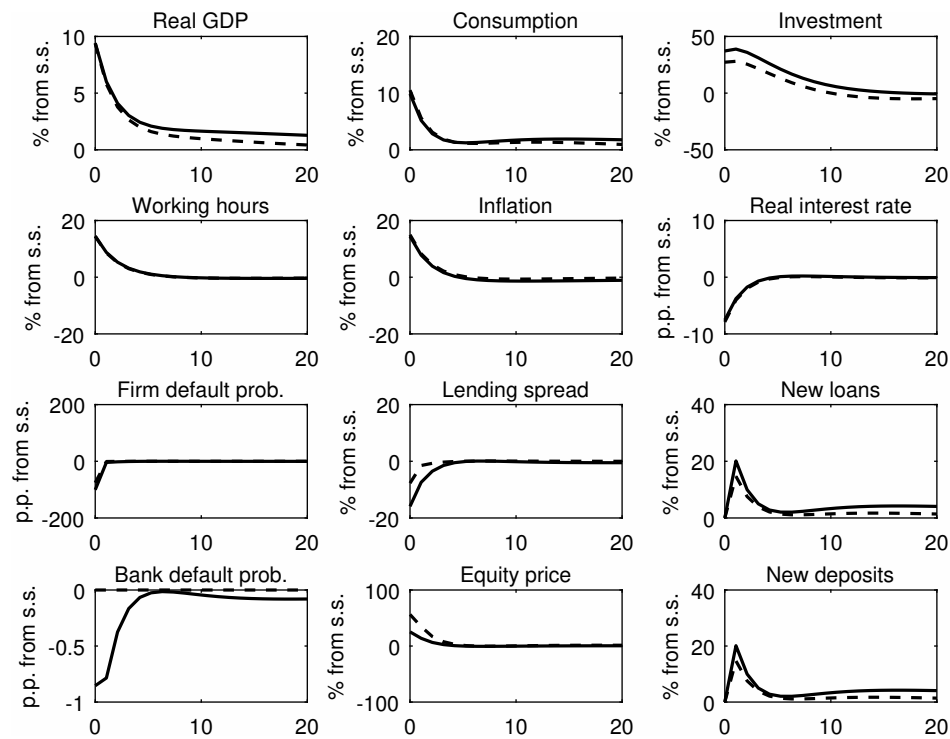 Real GDP
% from s.s.
10
5
0
0 10 20
Consumption
% from s.s.
20
10
0
0 10 20
Investment
% from s.s.
50
0
-50
0 10 20
Working hours
% from s.s.
20
0
-20
0 10 20
Inflation
% from s.s.
20
0
-20
0 10 20
Real interest rate
p.p. from s.s.
10
0
-10
0 10 20
Firm default prob.
p.p. from s.s.
200
0
-200
0 10 20
Lending spread
% from s.s.
20
0
-20
0 10 20
New loans
% from s.s.
40
20
0
0 10 20
Bank default prob.
p.p. from s.s.
0
-0.5
-1
0 10 20
Equity price
% from s.s.
100
0
-100
0 10 20
New deposits
% from s.s.
40
20
0
0 10 20